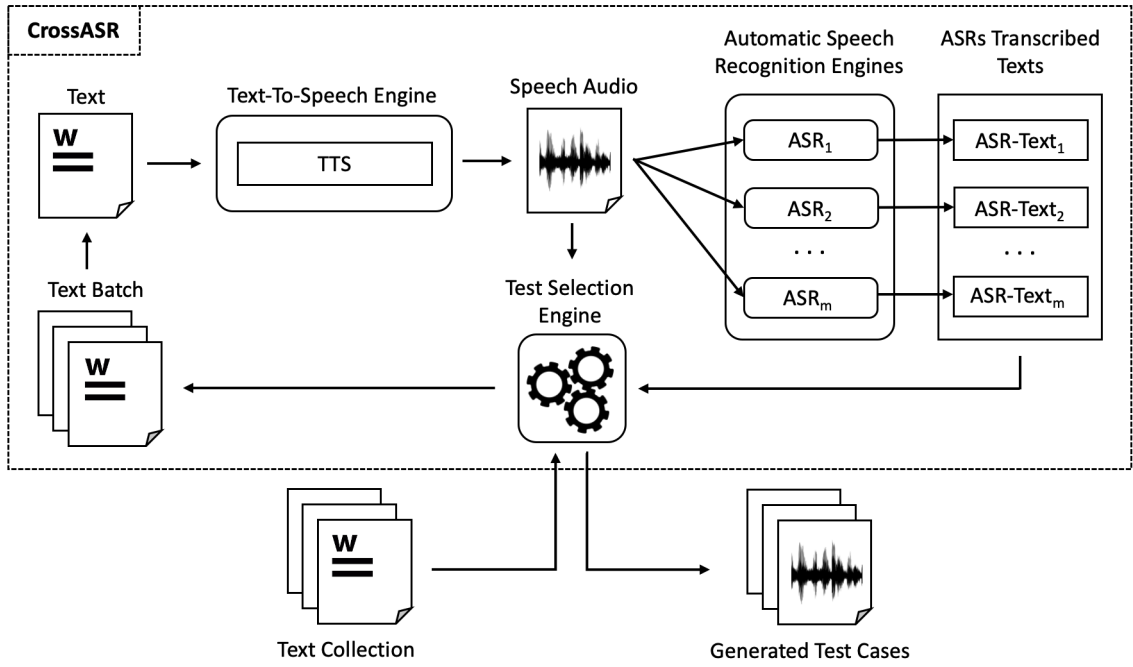 CrossASR
Text
W
Text-To-Speech Engine
TTS
Speech Audio
Automatic Speech
Recognition Engines
ASR₁
ASR₂
. . .
ASRₘ
ASRs Transcribed
Texts
ASR-Text₁
ASR-Text₂
. . .
ASR-Textₘ
Text Batch
W
Test Selection
Engine
W
Text Collection
Generated Test Cases